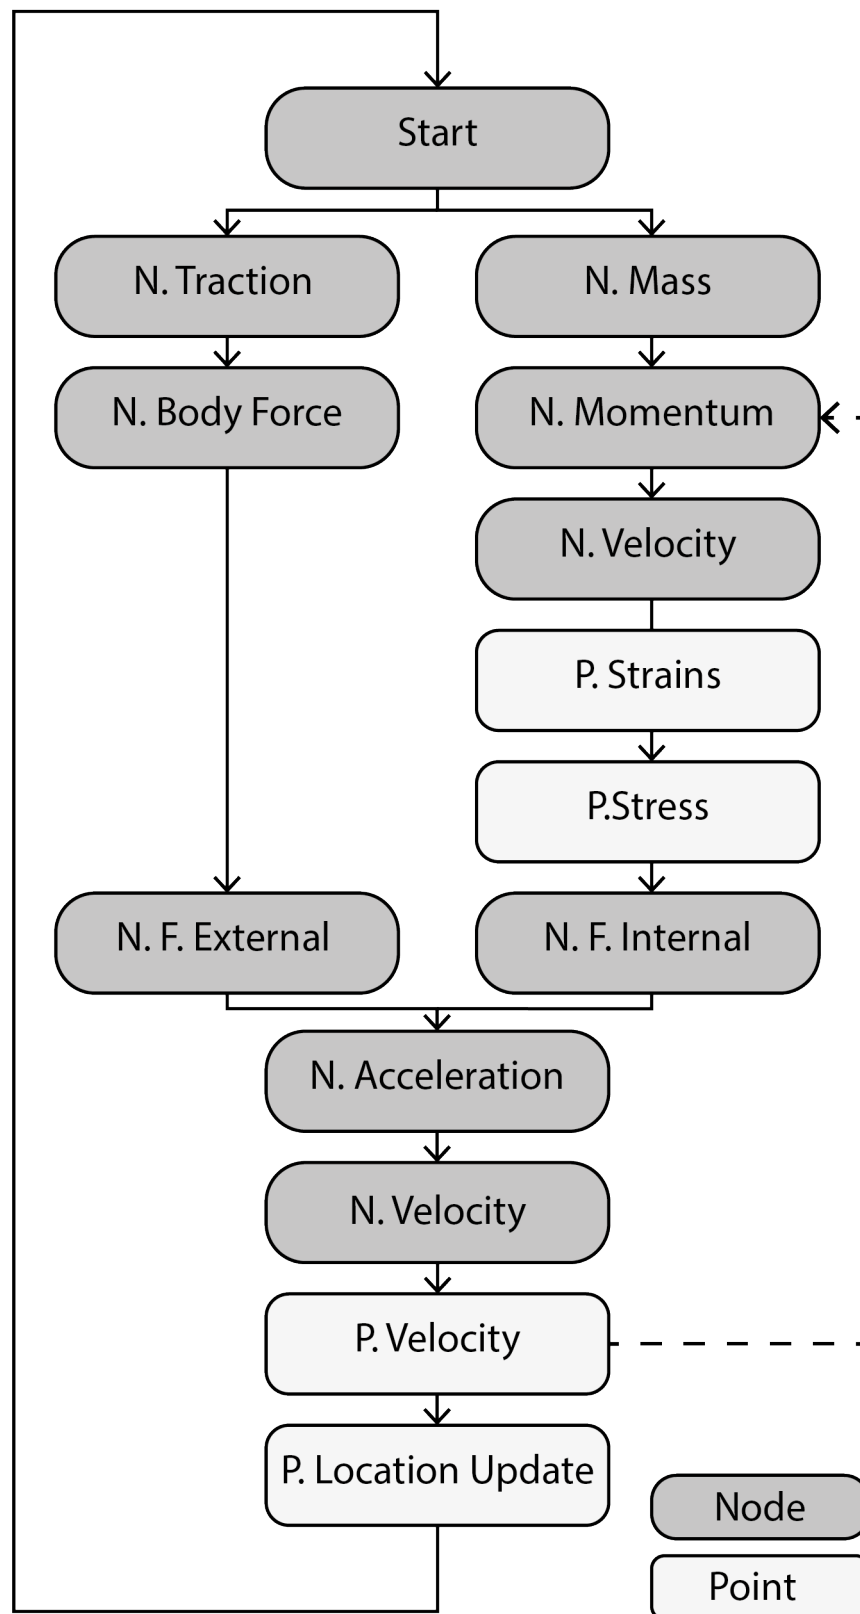 Start
N. Traction
N. Mass
N. Body Force
N. Momentum
N. Velocity
P. Strains
P.Stress
N. F. External
N. F. Internal
N. Acceleration
N. Velocity
P. Velocity
P. Location Update
Node
Point